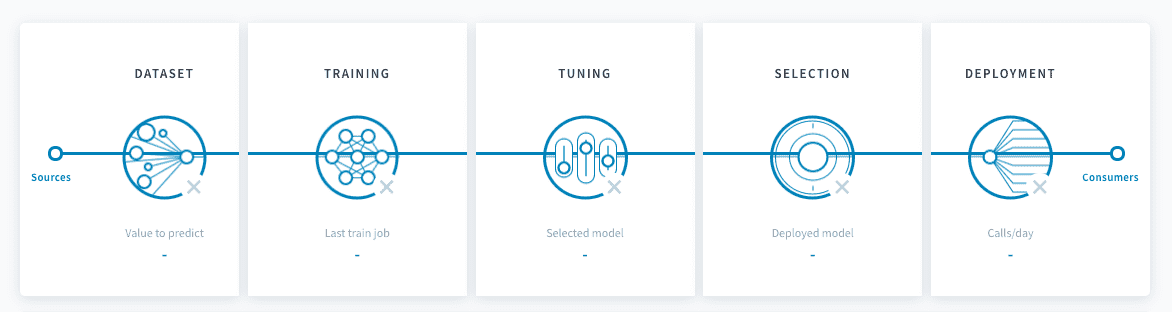 DATASET
TRAINING
TUNING
SELECTION
DEPLOYMENT
Sources
Consumers
Value to predict
Last train job
Selected model
Deployed model
Calls/day
-
-
-
-
-